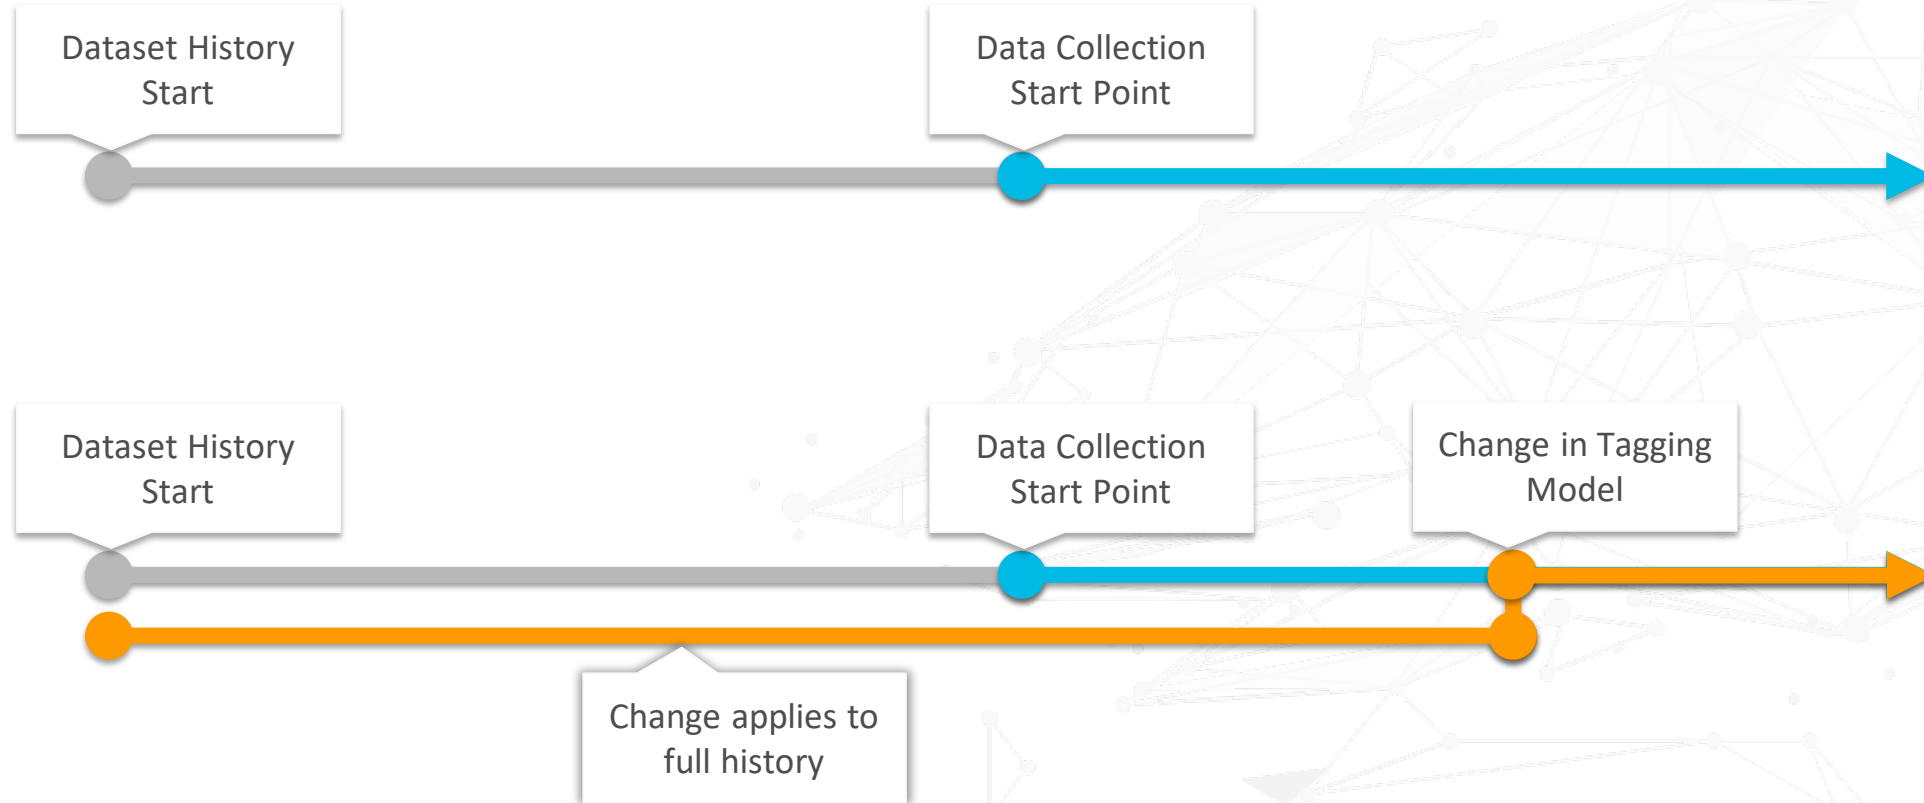 Dataset History
Start
Data Collection
Start Point
Dataset History
Start
Data Collection
Start Point
Change in Tagging
Model
Change applies to
full history